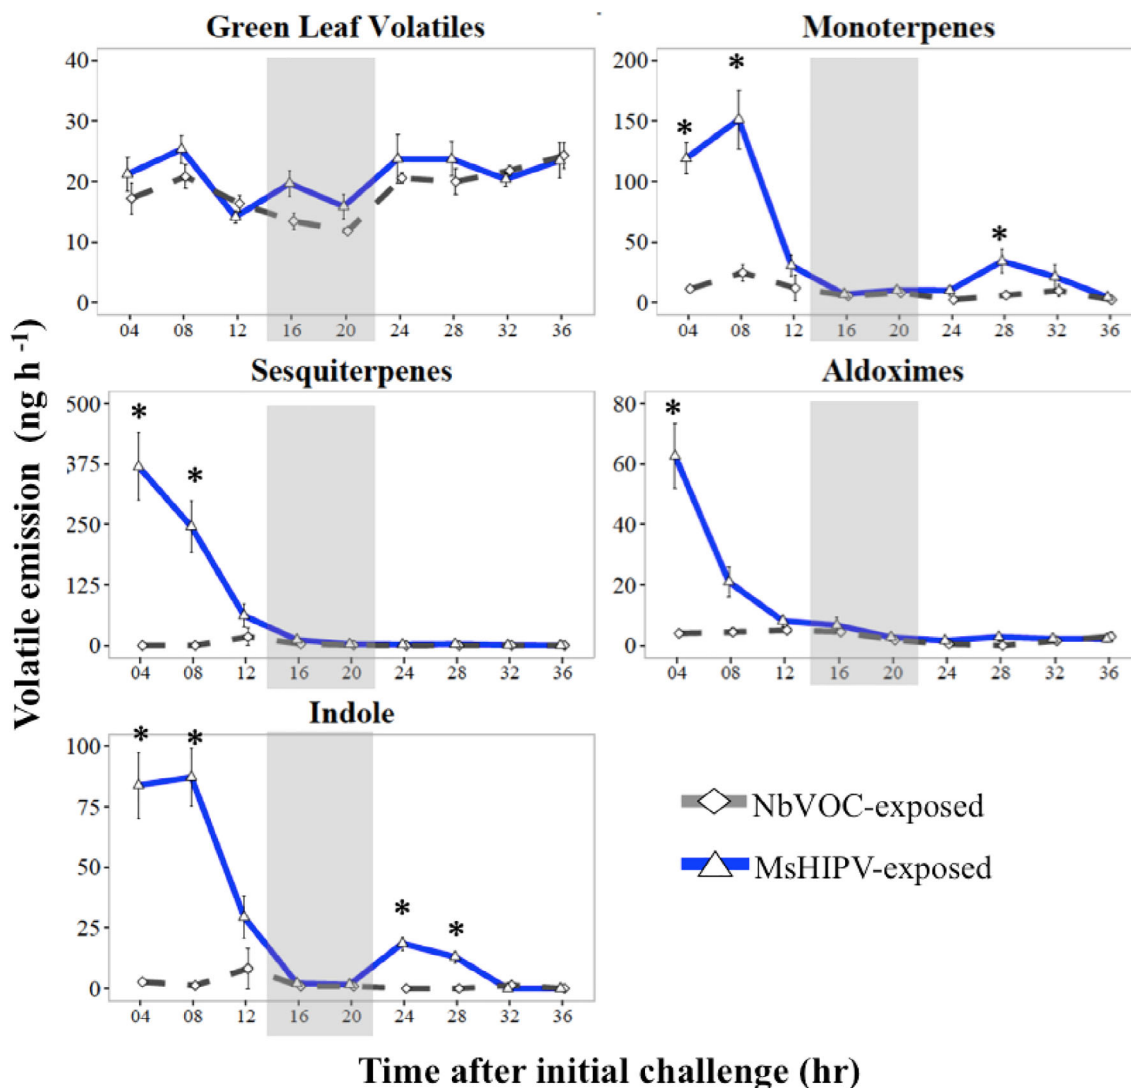 Green Leaf Volatiles
40
30
20
10
0
04 08 12 16 20 24 28 32 36
Monoterpenes
200
150
100
50
0
* * *
04 08 12 16 20 24 28 32 36
Sesquiterpenes
500
375
250
125
0
* *
04 08 12 16 20 24 28 32 36
Aldoximes
80
60
40
20
0
*
04 08 12 16 20 24 28 32 36
Indole
100
75
50
25
0
* * * *
04 08 12 16 20 24 28 32 36
NbVOC-exposed
MsHIPV-exposed
Volatile emission (ng h -1)
Time after initial challenge (hr)